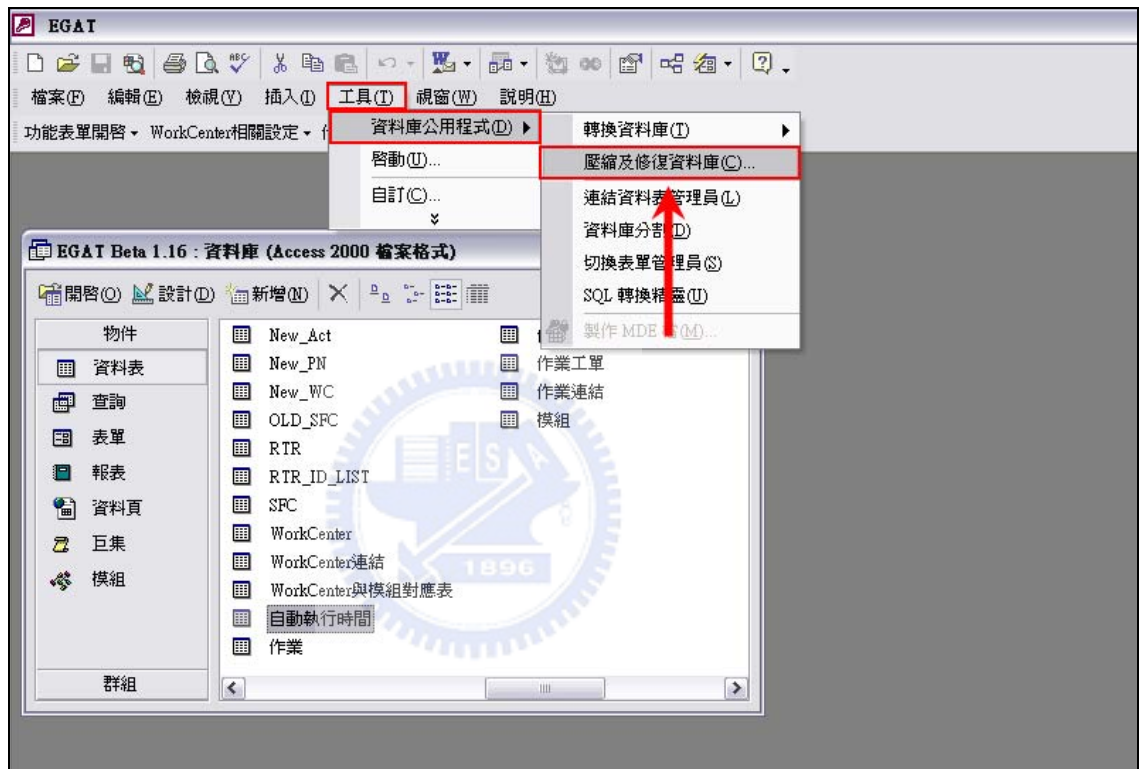 EGAT
檔案(F) 編輯(E) 檢視(V) 插入(I) 工具(T) 視窗(W) 說明(H)
功能表單開啓 WorkCenter相關設定
資料庫公用程式(D)
啓動(U)...
自訂(C)...
轉換資料庫(T)
壓縮及修復資料庫(C)...
連結資料表管理員(L)
資料庫分割(D)
切換表單管理員(S)
SQL 轉換精靈(U)
製作 MDE 檔(M)...
EGAT Beta 1.16 : 資料庫 (Access 2000 檔案格式)
開啓(O) 設計(D) 新增(N)
物件
資料表
查詢
表單
報表
資料頁
巨集
模組
群組
New_Act
New_PN
New_WC
OLD_SFC
RTR
RTR_ID_LIST
SFC
WorkCenter
WorkCenter連結
WorkCenter與模組對應表
自動執行時間
作業
作業工單
作業連結
模組
ES
1896